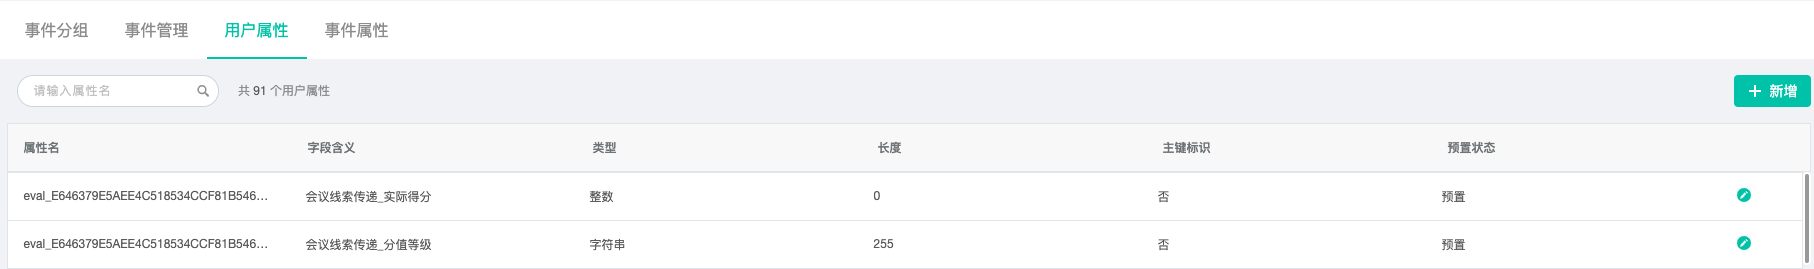 事件分组 事件管理 用户属性 事件属性
请输入属性名 共 91 个用户属性 新增
属性名 字段含义 类型 长度 主键标识 预置状态
eval_E646379E5AEE4C518534CCF81B546... 会议线索传递_实际得分 整数 0 否 预置
eval_E646379E5AEE4C518534CCF81B546... 会议线索传递_分值等级 字符串 255 否 预置